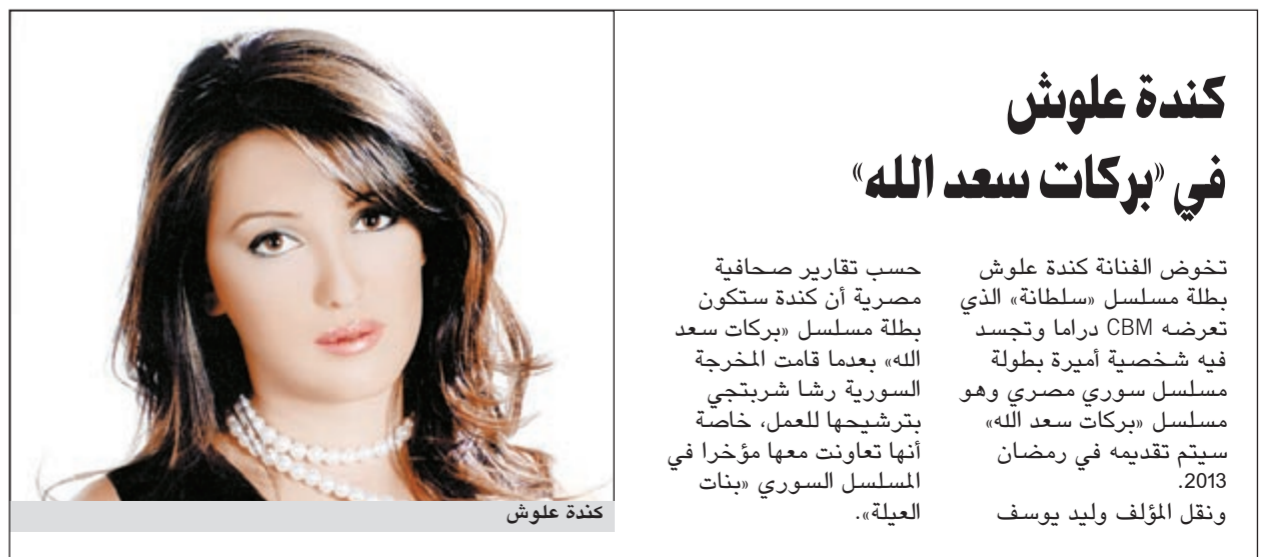 كندة علوش
في «بركات سعد الله»
تخوض الفنانة كندة علوش
بطلة مسلسل «سلطانة» الذي
تعرضه CBM دراما وتجسد
فيه شخصية أميرة بطولة
مسلسل سوري مصري وهو
مسلسل «بركات سعد الله»
سيتم تقديمه في رمضان
2013.
ونقل المؤلف وليد يوسف
حسب تقارير صحافية
مصرية أن كندة ستكون
بطلة مسلسل «بركات سعد
الله» بعدما قامت المخرجة
السورية رشا شربتجي
بترشيحها للعمل، خاصة
أنها تعاونت معها مؤخرا في
المسلسل السوري «بنات
العيلة».
كندة علوش